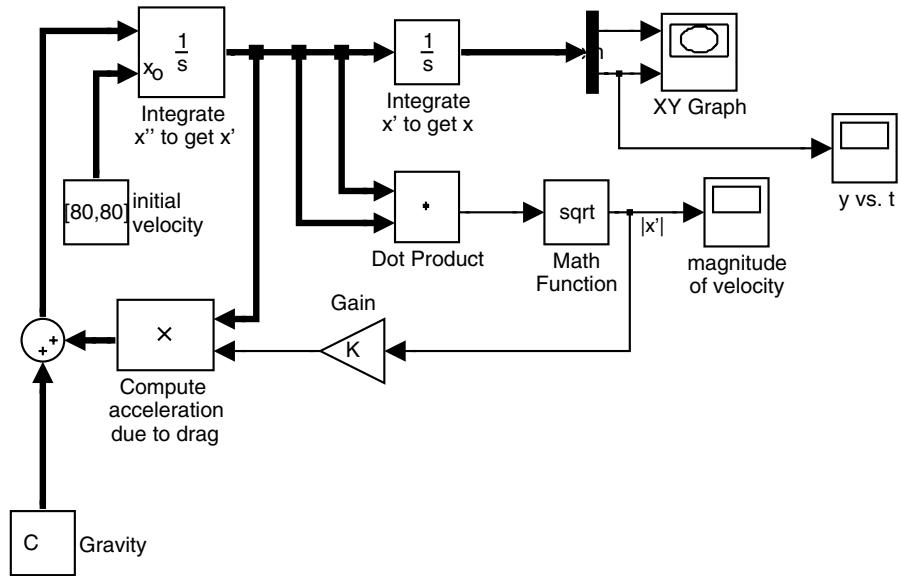 1
s
xo
Integrate
x'' to get x'
1
s
Integrate
x' to get x
XY Graph
y vs. t
[80,80]
initial
velocity
Dot Product
sqrt
Math
Function
|x'|
magnitude
of velocity
Gain
K
×
Compute
acceleration
due to drag
+
+
C
Gravity